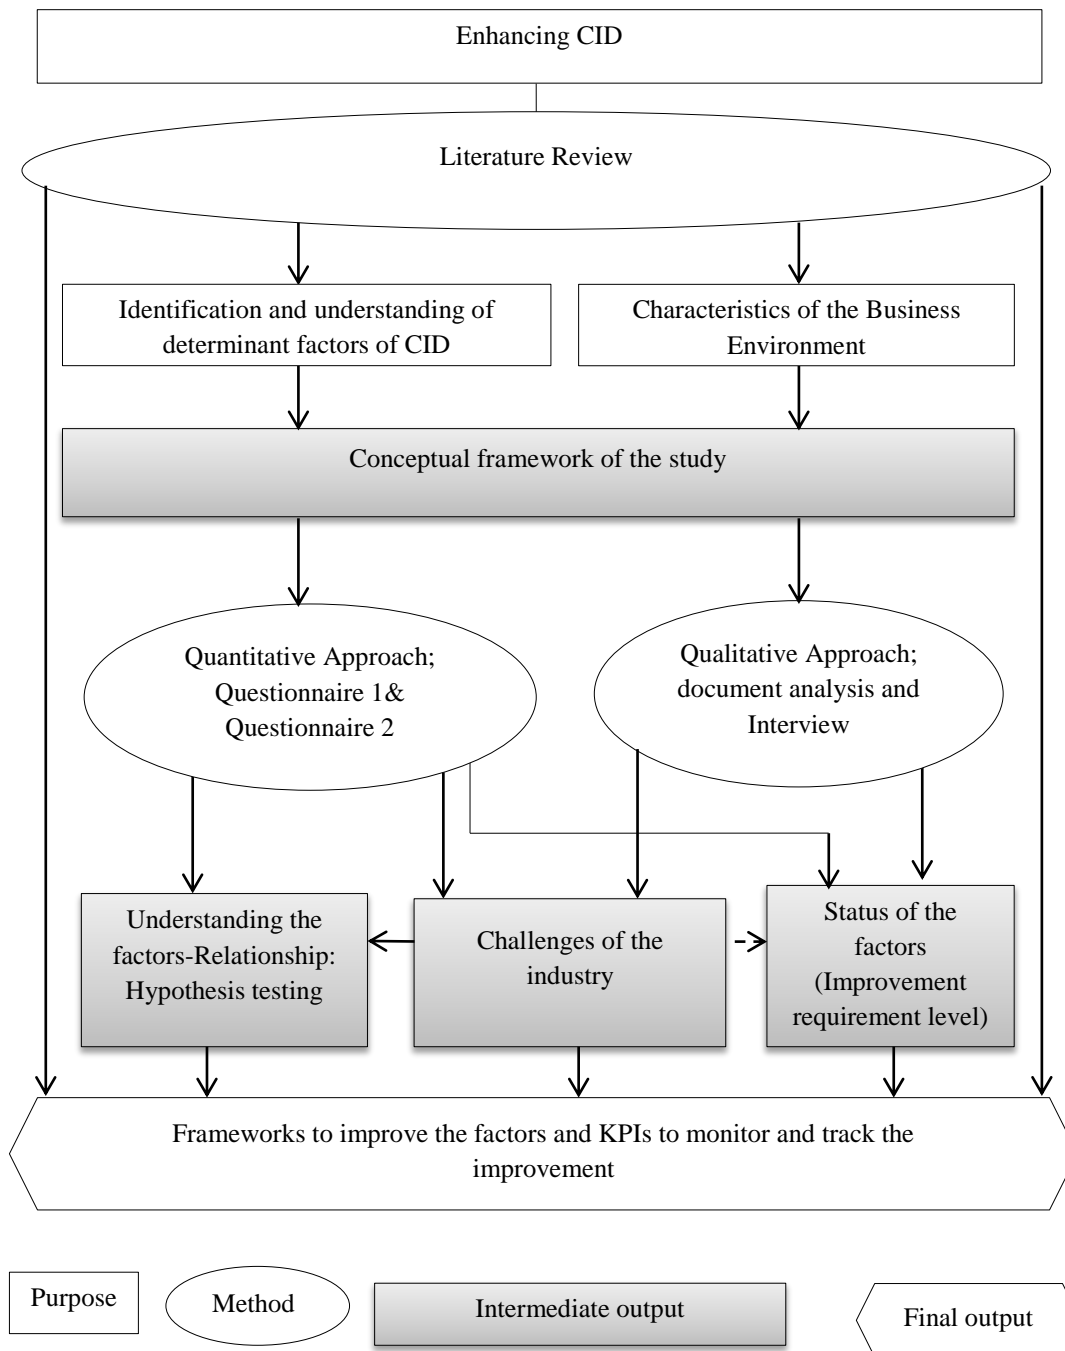 Enhancing CID
Literature Review
Identification and understanding of
determinant factors of CID
Characteristics of the Business
Environment
Conceptual framework of the study
Quantitative Approach;
Questionnaire 1&
Questionnaire 2
Qualitative Approach;
document analysis and
Interview
Understanding the
factors-Relationship:
Hypothesis testing
Challenges of the
industry
Status of the
factors
(Improvement
requirement level)
Frameworks to improve the factors and KPIs to monitor and track the
improvement
Purpose
Method
Intermediate output
Final output